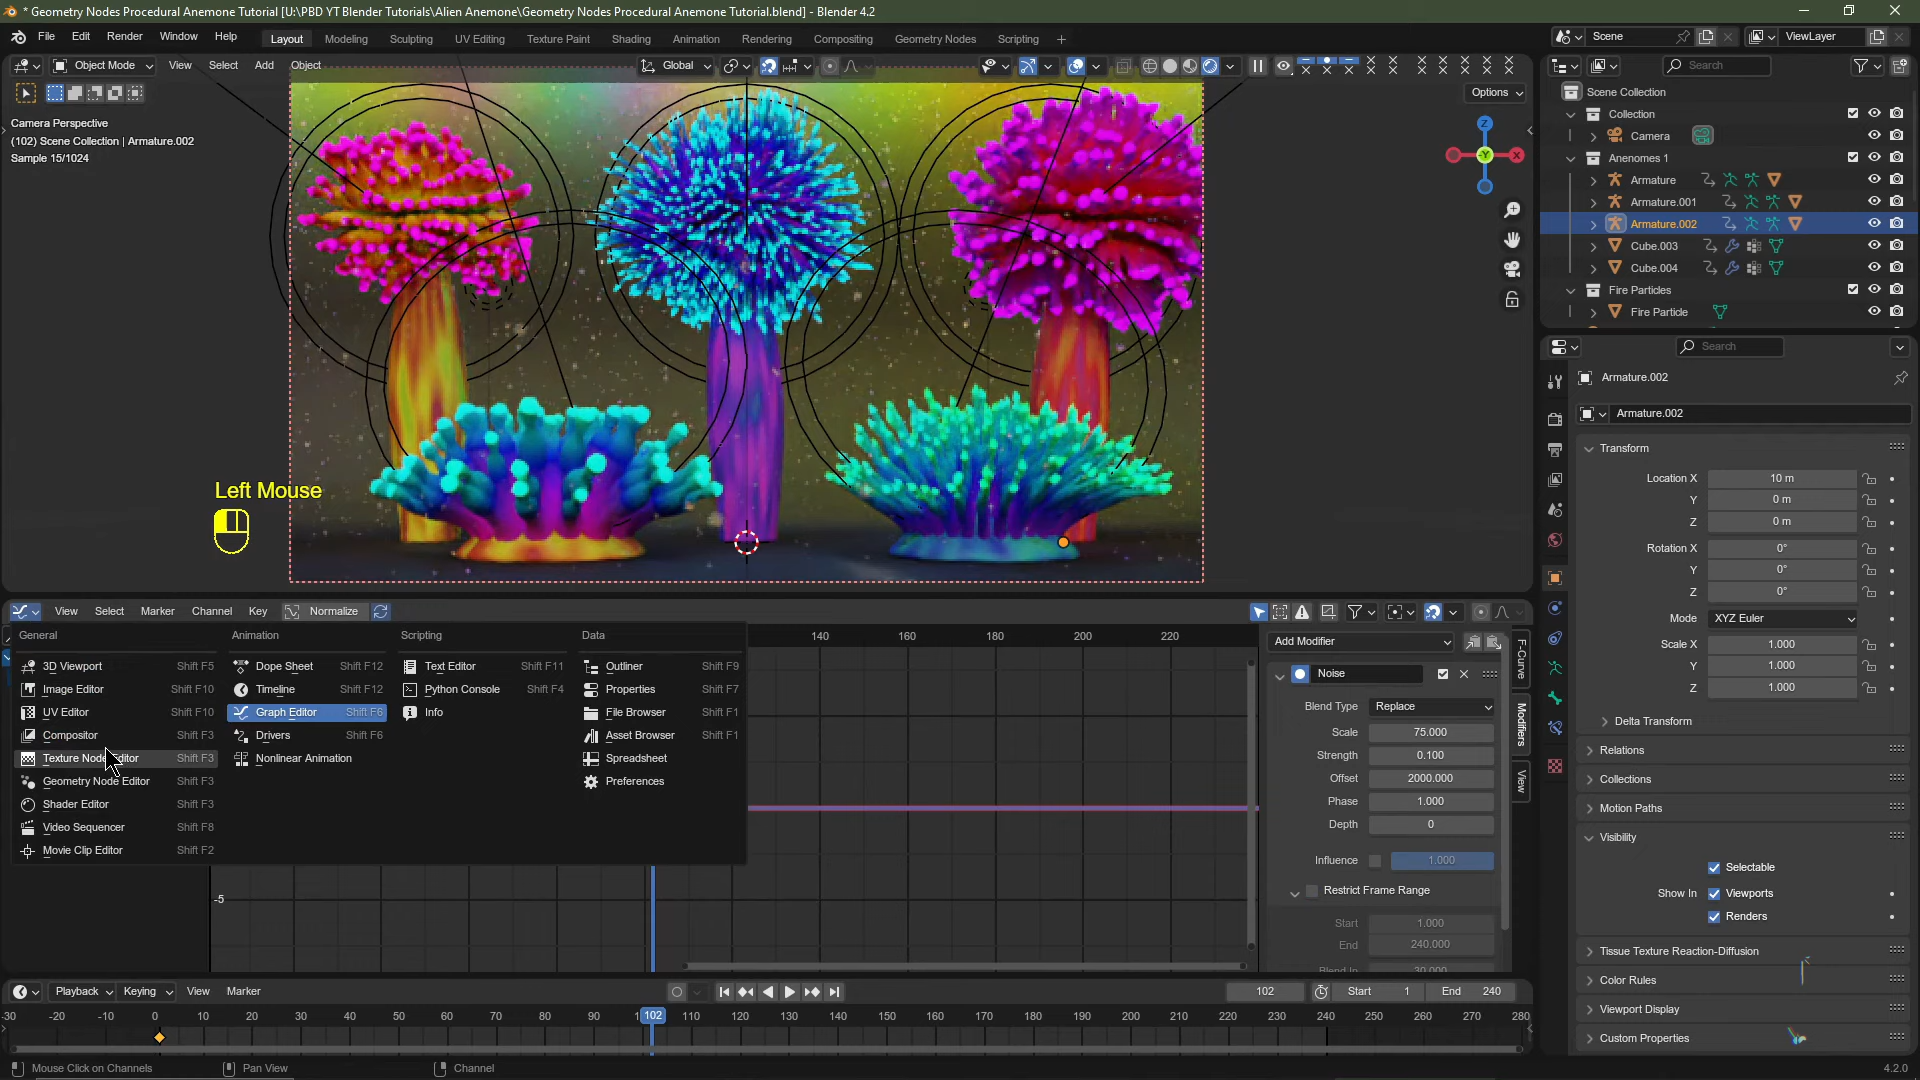 * Geometry Nodes Procedural Anemone Tutorial [U:\PBD YT Blender Tutorials\Alien Anemone\Geometry Nodes Procedural Anemone Tutorial.blend] - Blender 4.2
File Edit Render Window Help Layout Modeling Sculpting UV Editing Texture Paint Shading Animation Rendering Compositing Geometry Nodes Scripting + Scene ViewLayer
Object Mode View Select Add Object Global Search
Options
Scene Collection
Collection
Camera
Anenomes 1
Armature
Armature.001
Armature.002
Cube.003
Cube.004
Fire Particles
Fire Particle
Camera Perspective
(102) Scene Collection | Armature.002
Sample 15/1024
Z
-Y
X
Left Mouse
Search
Armature.002
Armature.002
Transform
Location X 10 m
Y 0 m
Z 0 m
Rotation X 0°
Y 0°
Z 0°
Mode XYZ Euler
Scale X 1.000
Y 1.000
Z 1.000
Delta Transform
Relations
Collections
Motion Paths
Visibility
Selectable
Show In Viewports
Renders
Tissue Texture Reaction-Diffusion
Color Rules
Viewport Display
Custom Properties
View Select Marker Channel Key Normalize
General Animation Scripting Data
3D Viewport Shift F5 Dope Sheet Shift F12 Text Editor Shift F11 Outliner Shift F9
Image Editor Shift F10 Timeline Shift F12 Python Console Shift F4 Properties Shift F7
UV Editor Shift F10 Graph Editor Shift F6 Info File Browser Shift F1
Compositor Shift F3 Drivers Shift F6 Asset Browser Shift F1
Texture Node Editor Shift F3 Nonlinear Animation Spreadsheet
Geometry Node Editor Shift F3 Preferences
Shader Editor Shift F3
Video Sequencer Shift F8
Movie Clip Editor Shift F2
140 160 180 200 220
-5
Add Modifier
Noise
Blend Type Replace
Scale 75.000
Strength 0.100
Offset 2000.000
Phase 1.000
Depth 0
Influence 1.000
Restrict Frame Range
Start 1.000
End 240.000
Blend In 30.000
F-Curve
Modifiers
View
Playback Keying View Marker 102 Start 1 End 240
-30 -20 -10 0 10 20 30 40 50 60 70 80 90 1 102 110 120 130 140 150 160 170 180 190 200 210 220 230 240 250 260 270 280
Mouse Click on Channels Pan View Channel 4.2.0